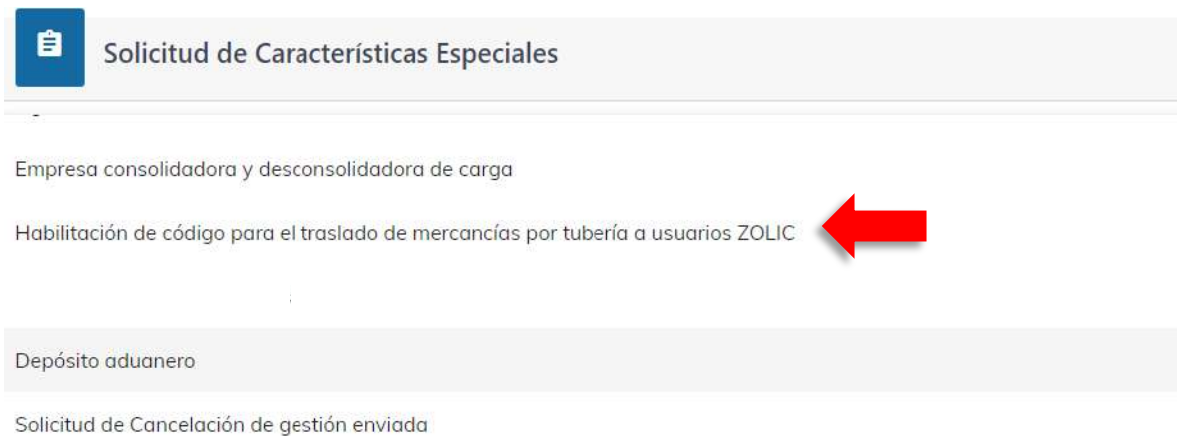 Solicitud de Características Especiales
Empresa consolidadora y desconsolidadora de carga
Habilitación de código para el traslado de mercancías por tubería a usuarios ZOLIC
Depósito aduanero
Solicitud de Cancelación de gestión enviada